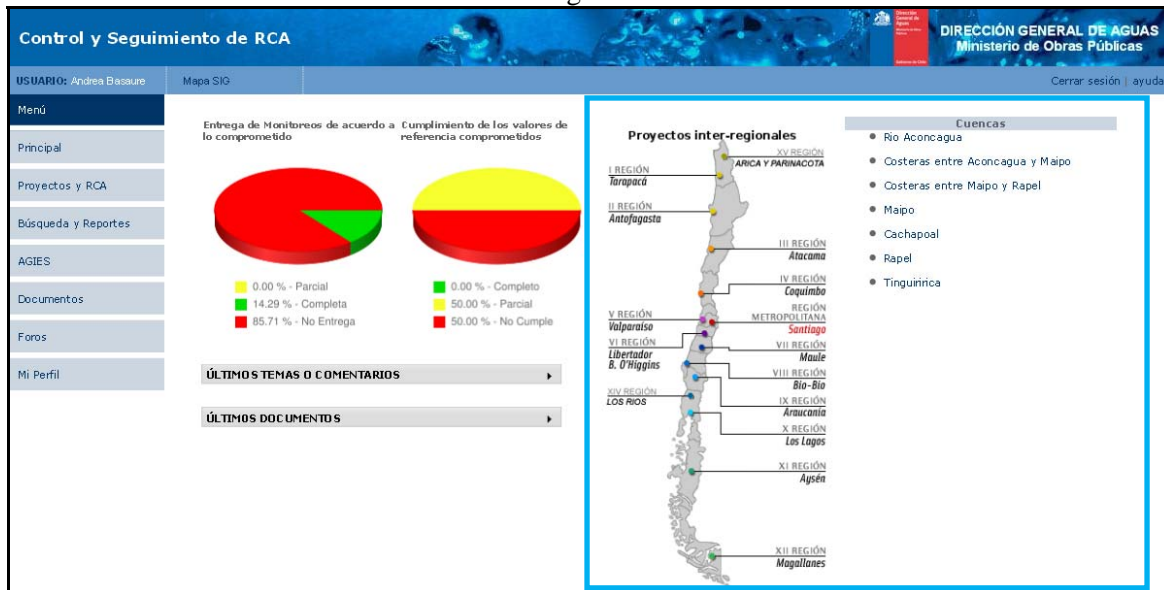 Control y Seguimiento de RCA
DIRECCIÓN GENERAL DE AGUAS
Ministerio de Obras Públicas
USUARIO: Andrea Basaure
Mapa SIG
Cerrar sesión | ayuda
Menú
Principal
Proyectos y RCA
Búsqueda y Reportes
AGIES
Documentos
Foros
Mi Perfil
Entrega de Monitoreos de acuerdo a
lo comprometido
0.00 % - Parcial
14.29 % - Completa
85.71 % - No Entrega
Cumplimiento de los valores de
referencia comprometidos
0.00 % - Completo
50.00 % - Parcial
50.00 % - No Cumple
ÚLTIMOS TEMAS O COMENTARIOS
ÚLTIMOS DOCUMENTOS
Proyectos inter-regionales
XV REGIÓN
ARICA Y PARINACOTA
I REGIÓN
Tarapacá
II REGIÓN
Antofagasta
III REGIÓN
Atacama
IV REGIÓN
Coquimbo
V REGIÓN
Valparaíso
REGIÓN
METROPOLITANA
Santiago
VI REGIÓN
Libertador
B. O'Higgins
VII REGIÓN
Maule
VIII REGIÓN
Bio-Bio
XIV REGIÓN
LOS RIOS
IX REGIÓN
Araucanía
X REGIÓN
Los Lagos
XI REGIÓN
Aysén
XII REGIÓN
Magallanes
Cuencas
Rio Aconcagua
Costeras entre Aconcagua y Maipo
Costeras entre Maipo y Rapel
Maipo
Cachapoal
Rapel
Tinguiririca